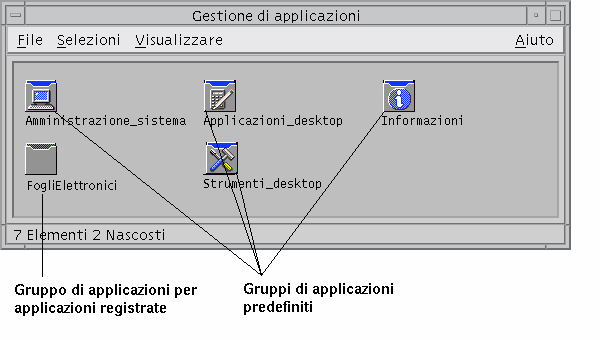 Gestione di applicazioni
File Selezioni Visualizzare Aiuto
Amministrazione_sistema Applicazioni_desktop Informazioni
FogliElettronici Strumenti_desktop
7 Elementi 2 Nascosti
Gruppo di applicazioni per
applicazioni registrate
Gruppi di applicazioni
predefiniti